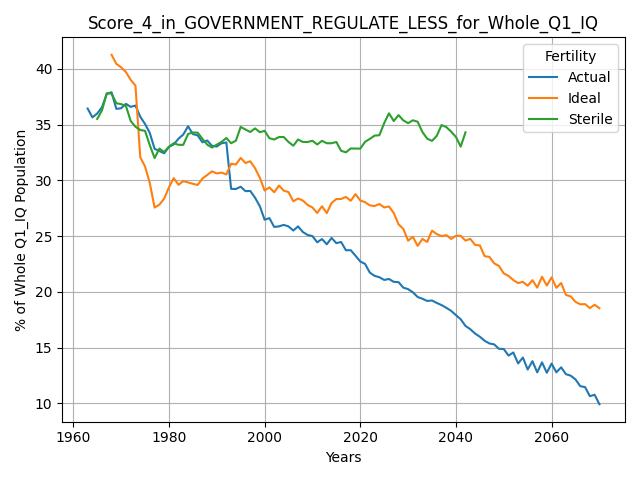 Score_4_in_GOVERNMENT_REGULATE_LESS_for_Whole_Q1_IQ
Fertility
Actual
Ideal
Sterile
% of Whole Q1_IQ Population
40
35
30
25
20
15
10
1960
1980
2000
2020
2040
2060
Years